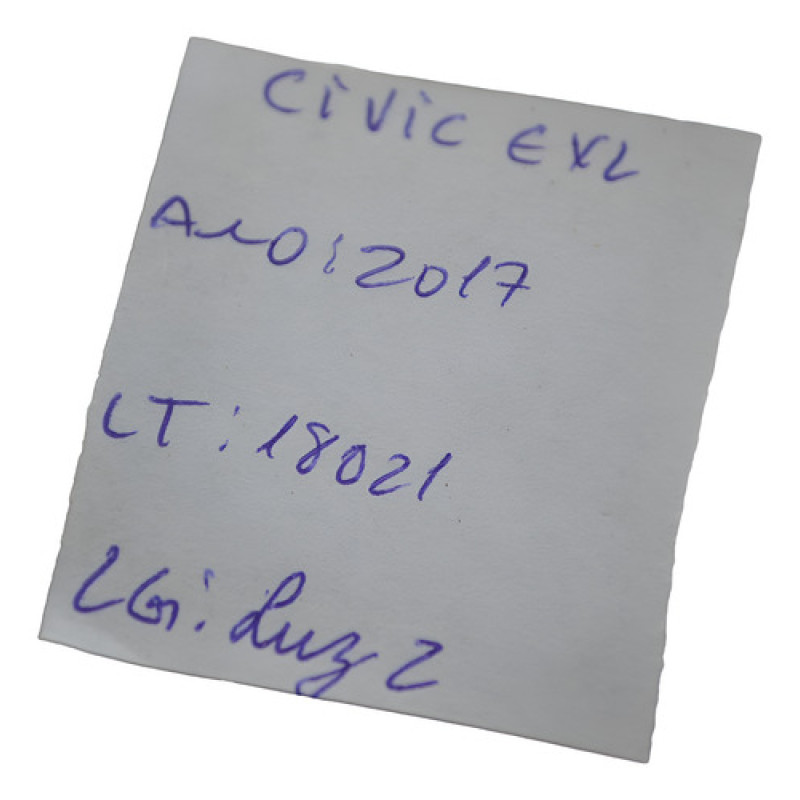 CiViC EXL
ANO: 2017
LT: 18021
LG: Luz 2